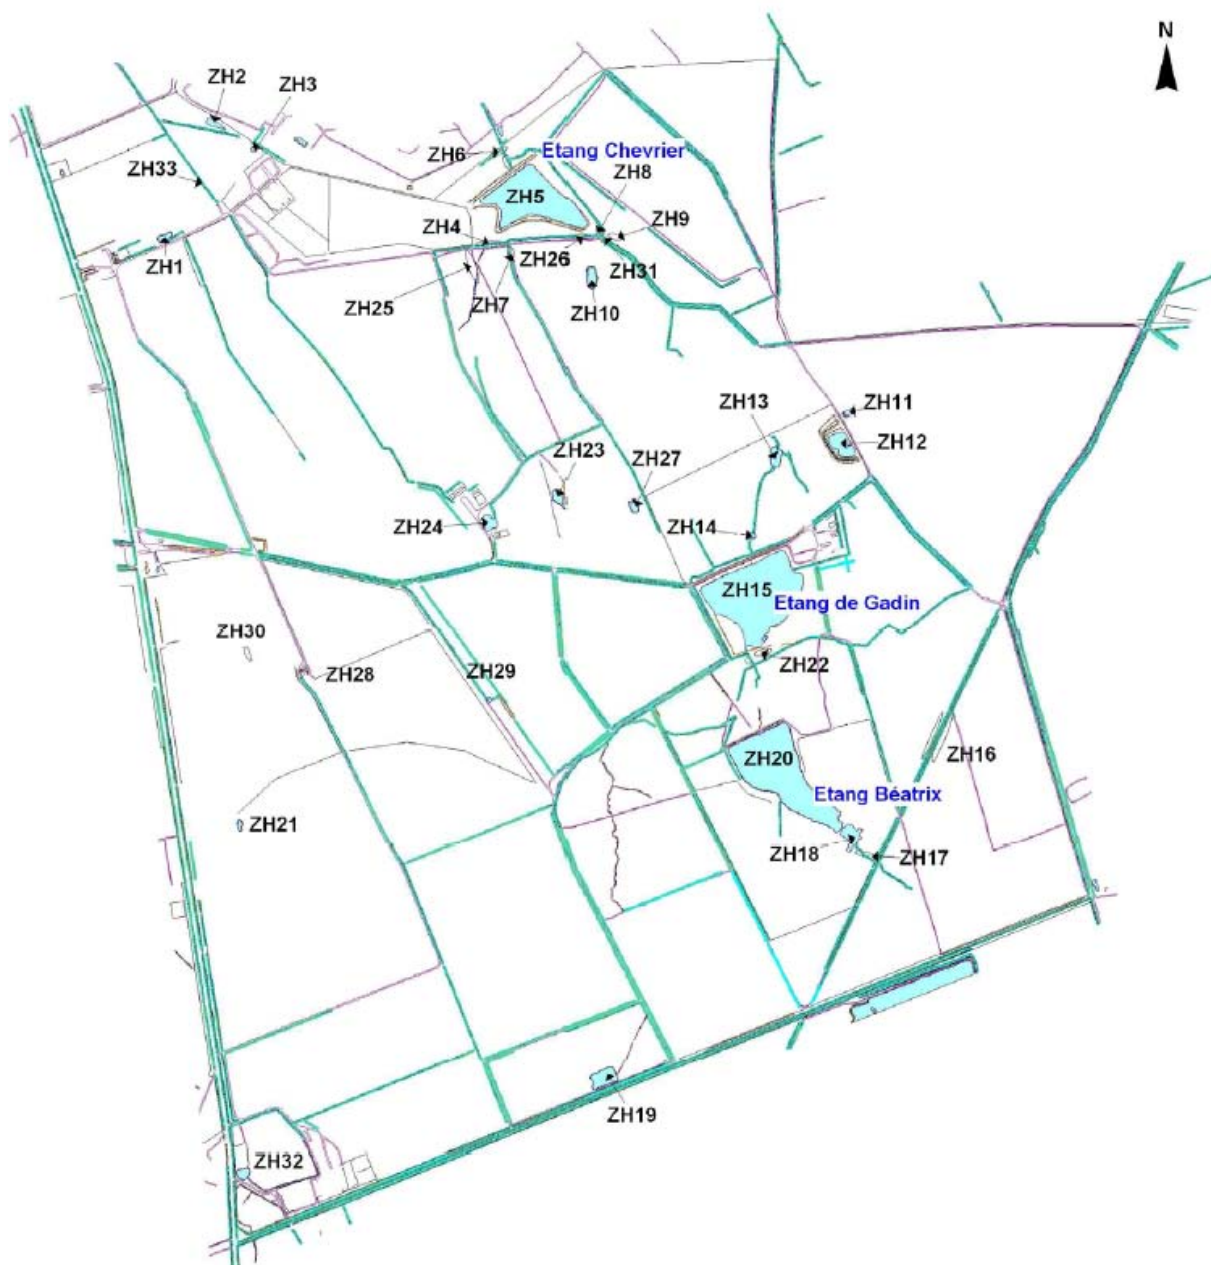 N
ZH2
ZH3
ZH6
Etang Chevrier
ZH33
ZH5
ZH8
ZH4
ZH9
ZH1
ZH26
ZH31
ZH25
ZH7
ZH10
ZH13
ZH11
ZH12
ZH23
ZH27
ZH24
ZH14
ZH15
Etang de Gadin
ZH30
ZH22
ZH28
ZH29
ZH20
ZH16
Etang Béatrix
ZH21
ZH18
ZH17
ZH19
ZH32